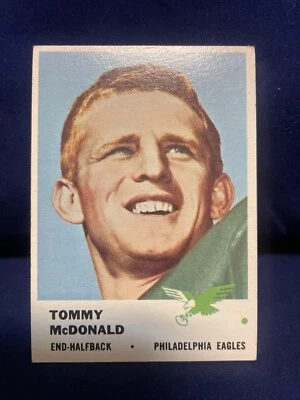 TOMMY
McDONALD
END-HALFBACK • PHILADELPHIA EAGLES